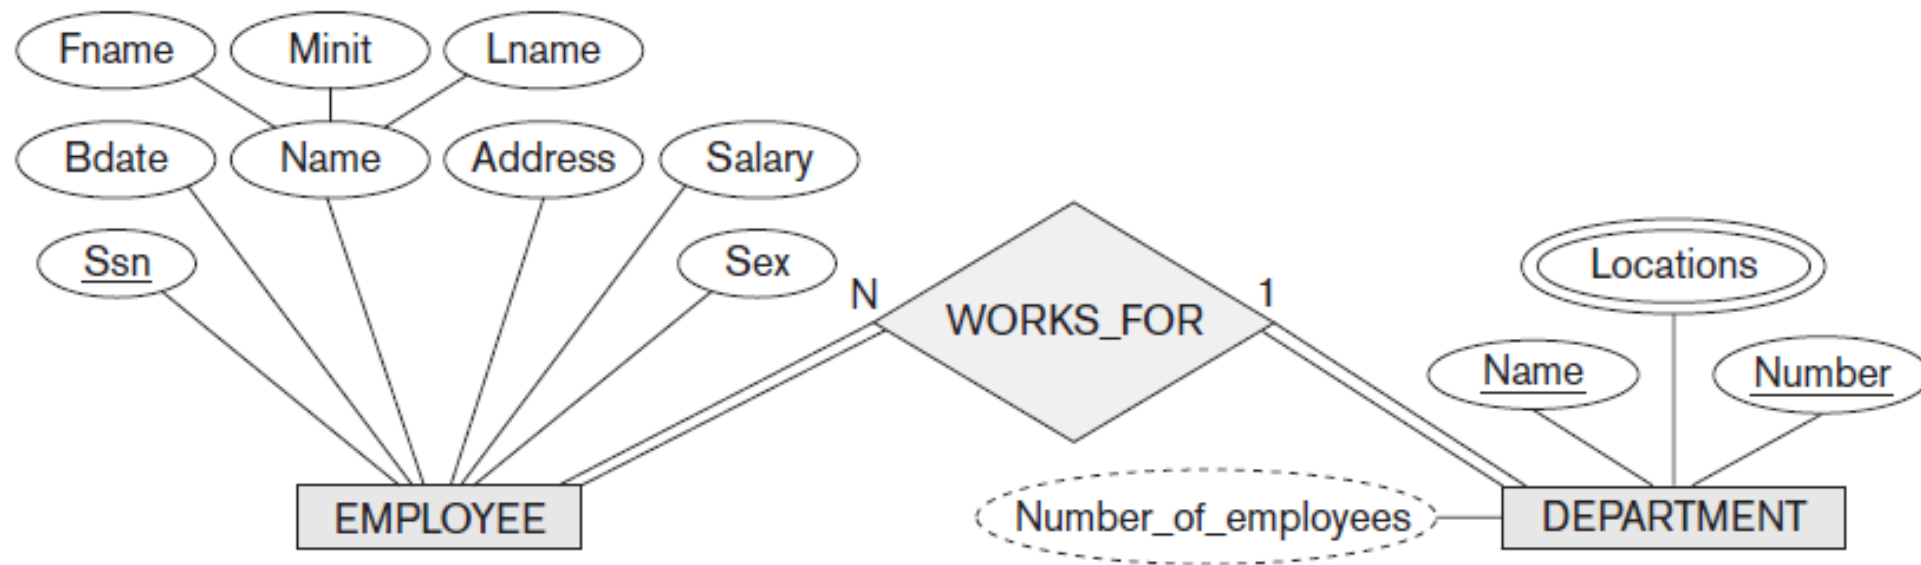 Fname Minit Lname
Bdate Name Address Salary
Ssn Sex
N WORKS_FOR 1
Locations
Name Number
EMPLOYEE Number_of_employees DEPARTMENT